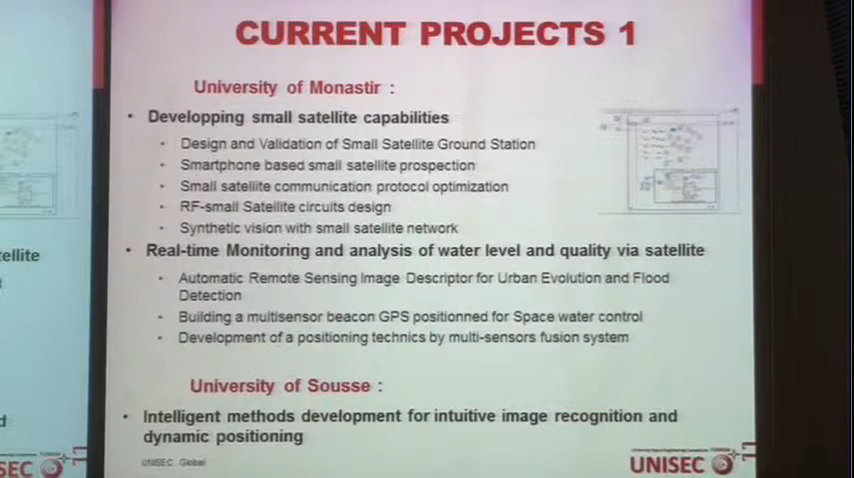 CURRENT PROJECTS 1
University of Monastir :
• Developping small satellite capabilities
• Design and Validation of Small Satellite Ground Station
• Smartphone based small satellite prospection
• Small satellite communication protocol optimization
• RF-small Satellite circuits design
• Synthetic vision with small satellite network
• Real-time Monitoring and analysis of water level and quality via satellite
• Automatic Remote Sensing Image Descriptor for Urban Evolution and Flood
Detection
• Building a multisensor beacon GPS positionned for Space water control
• Development of a positioning technics by multi-sensors fusion system
University of Sousse :
• Intelligent methods development for intuitive image recognition and
dynamic positioning
UNISEC Global
UNISEC
tellite
d
SEC